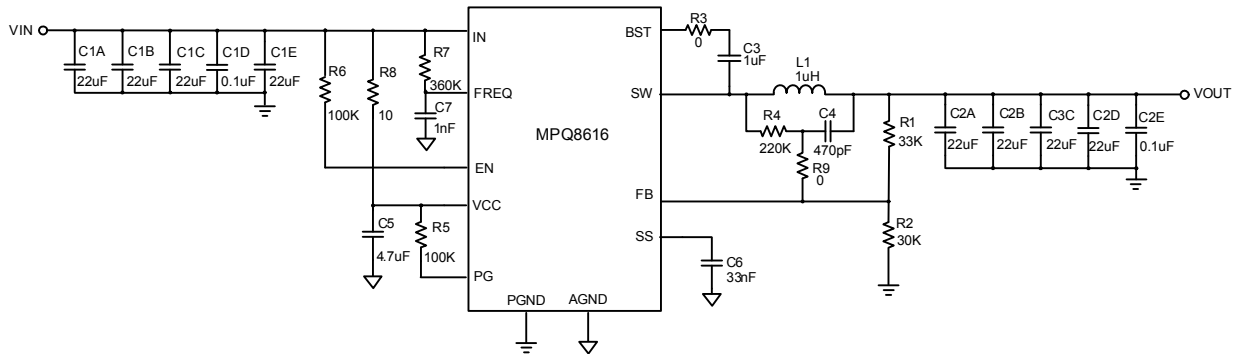 VIN
C1A
22uF
C1B
22uF
C1C
22uF
C1D
0.1uF
C1E
22uF
R6
100K
R8
10
R7
360K
C7
1nF
C5
4.7uF
R5
100K
IN
FREQ
EN
VCC
PG
MPQ8616
PGND
AGND
BST
SW
FB
SS
R3
0
C3
1uF
L1
1uH
R4
220K
C4
470pF
R9
0
R1
33K
R2
30K
C6
33nF
C2A
22uF
C2B
22uF
C3C
22uF
C2D
22uF
C2E
0.1uF
VOUT